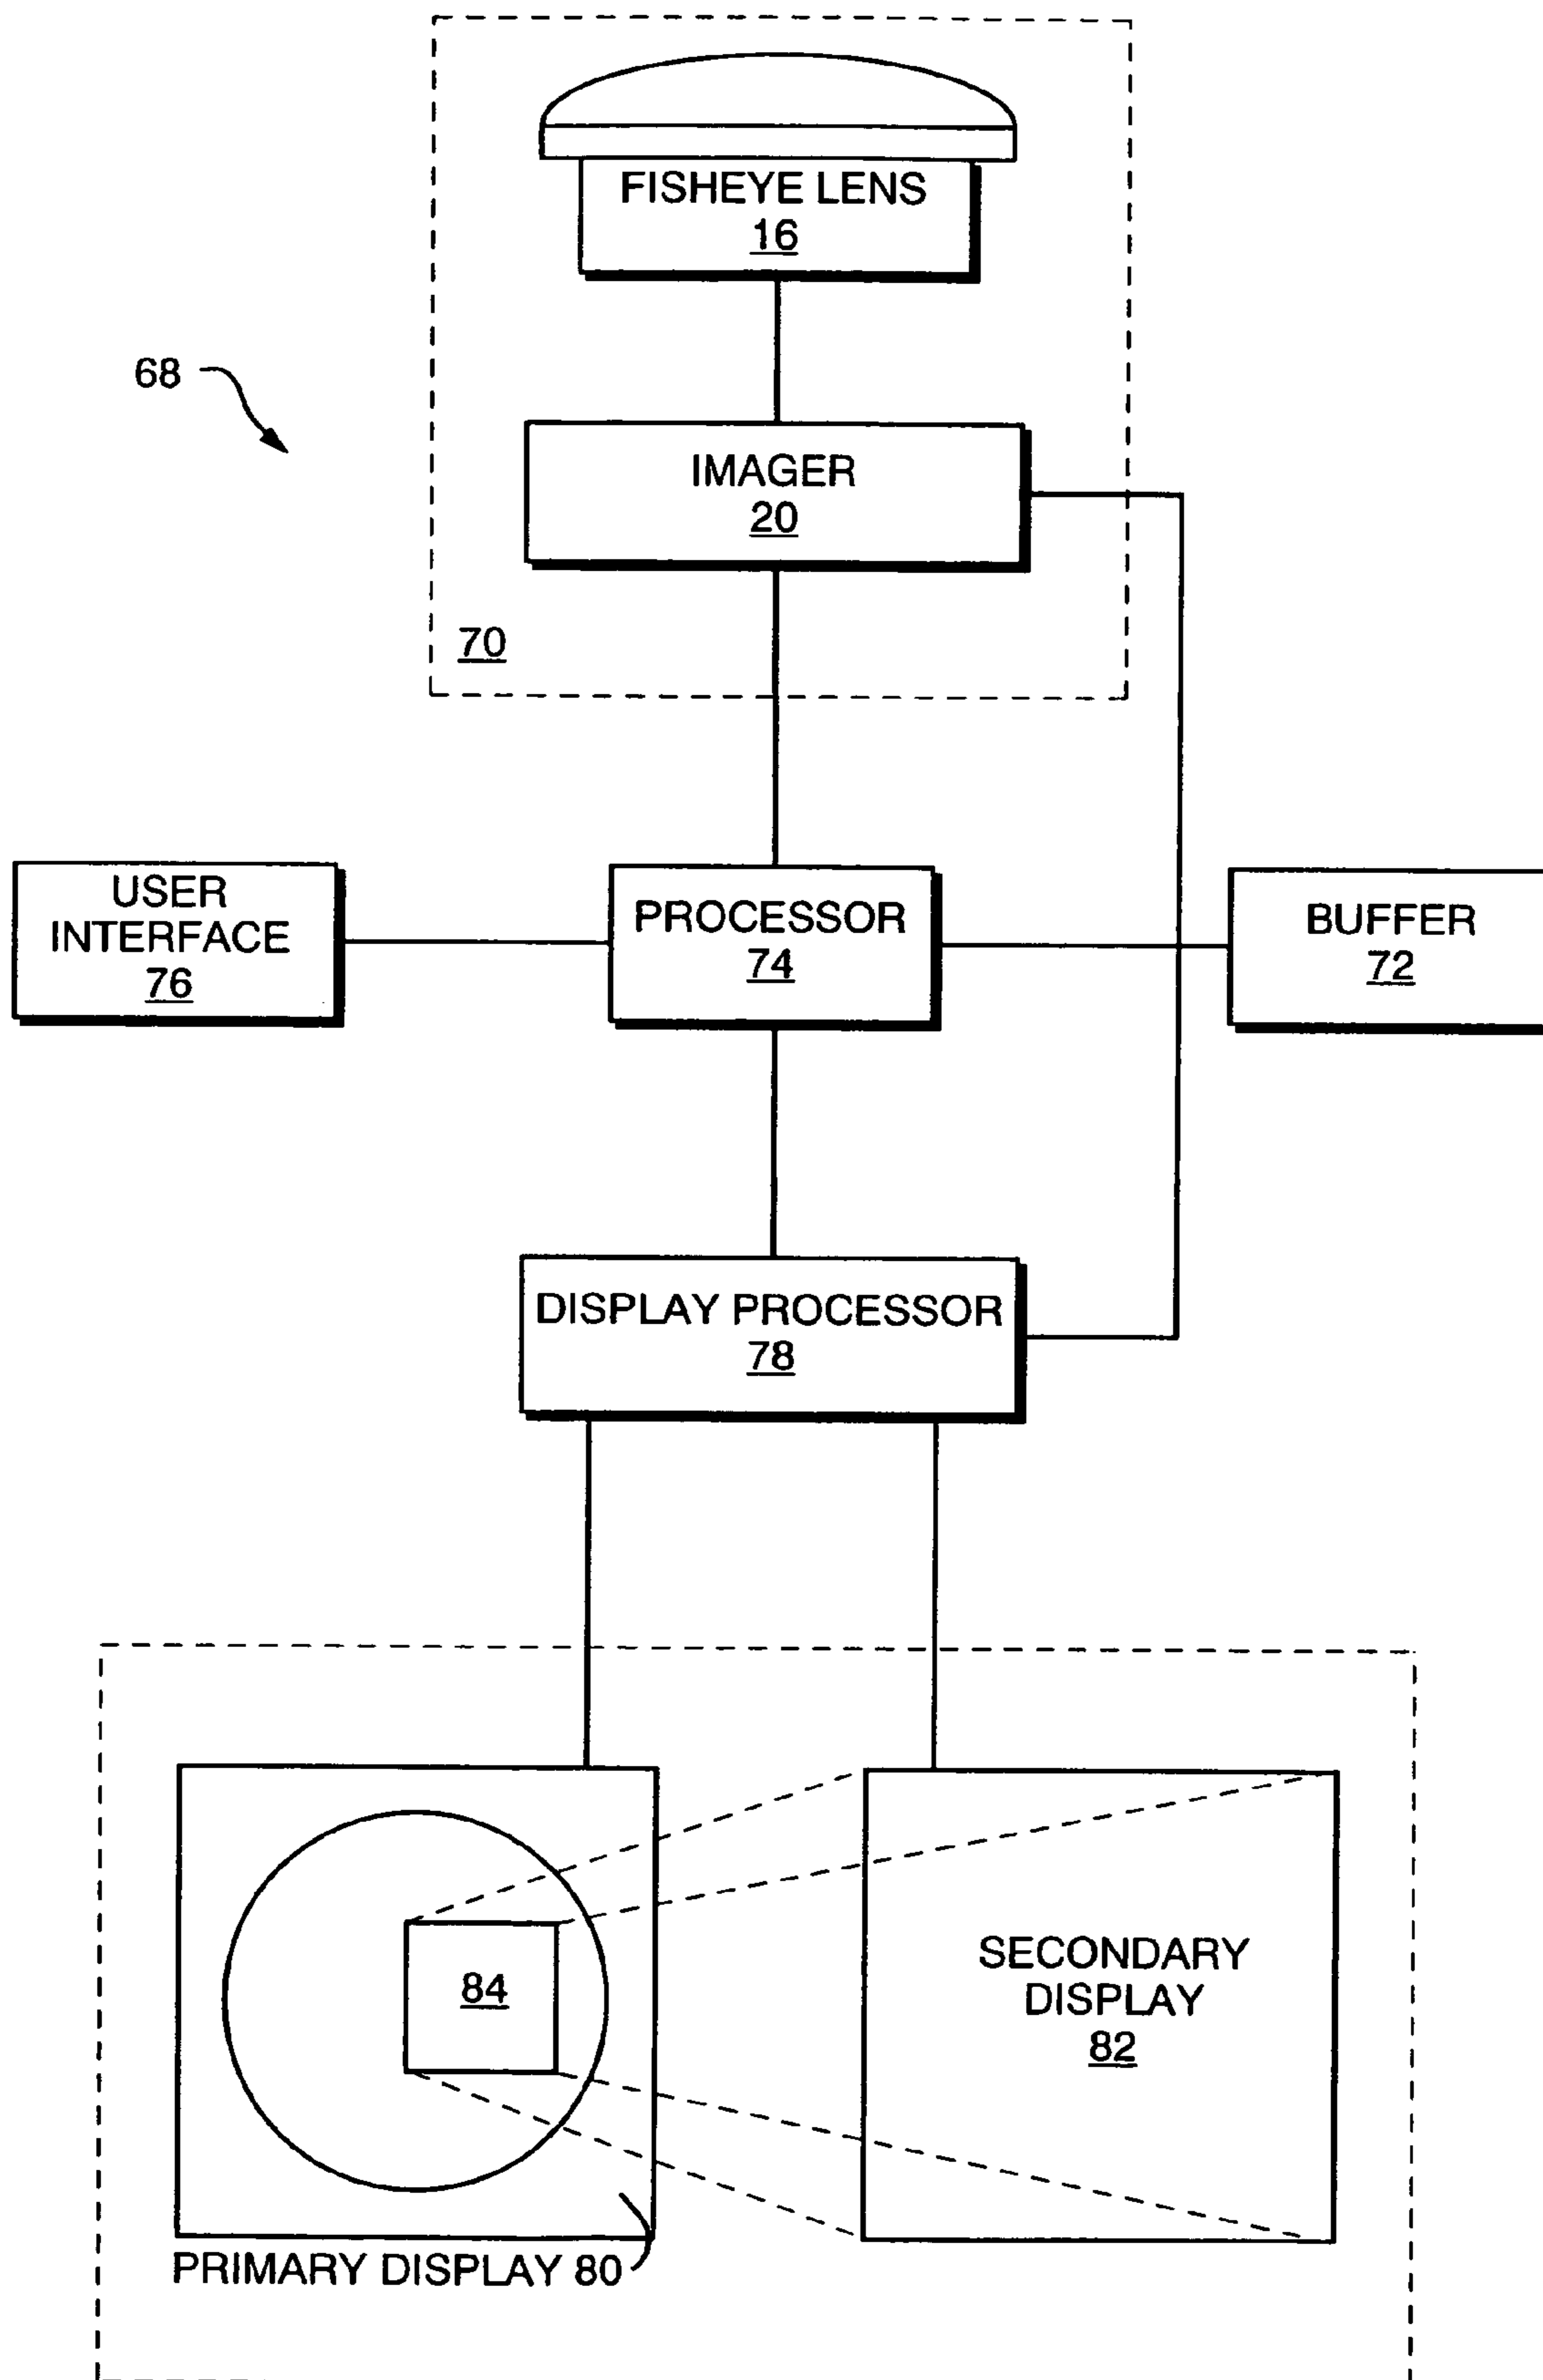 FISHEYE LENS
16
68
IMAGER
20
70
USER
INTERFACE
76
PROCESSOR
74
BUFFER
72
DISPLAY PROCESSOR
78
84
SECONDARY
DISPLAY
82
PRIMARY DISPLAY 80